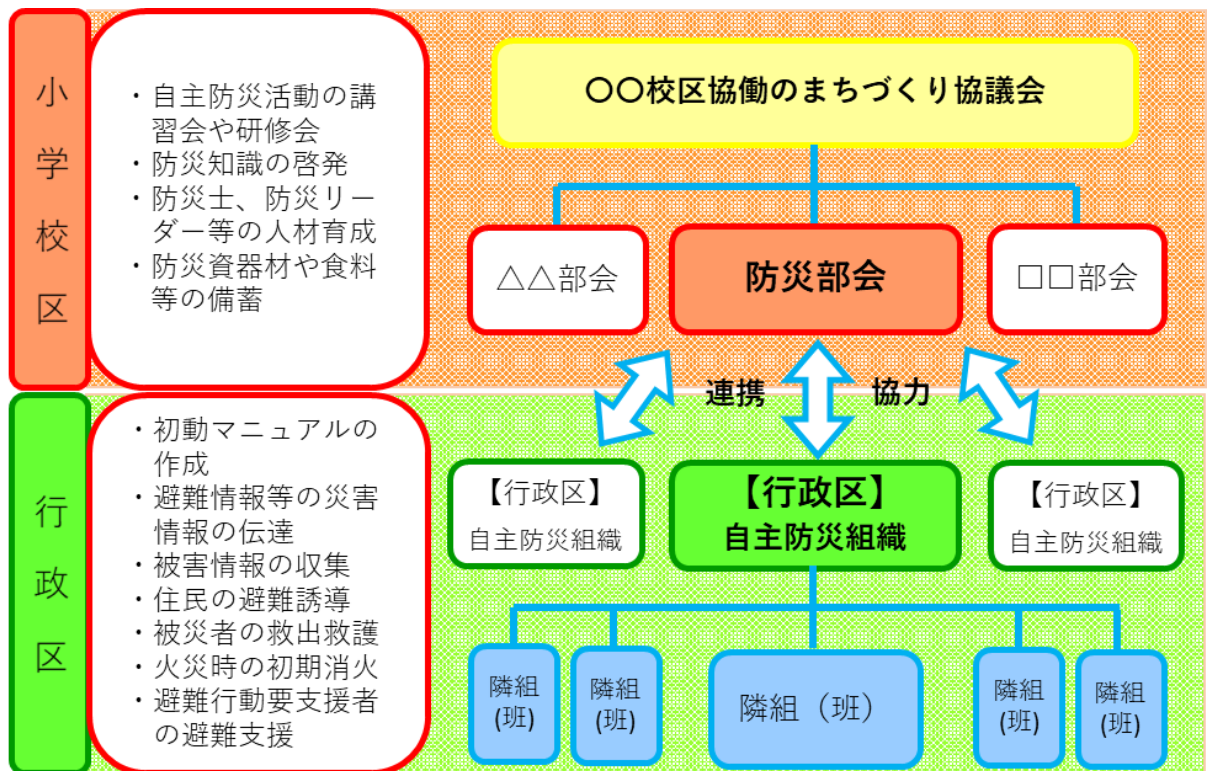 小学校区
・自主防災活動の講
習会や研修会
・防災知識の啓発
・防災士、防災リー
ダー等の人材育成
・防災資器材や食料
等の備蓄
〇〇校区協働のまちづくり協議会
△△部会
防災部会
□□部会
連携
協力
行政区
・初動マニュアルの
作成
・避難情報等の災害
情報の伝達
・被害情報の収集
・住民の避難誘導
・被災者の救出救護
・火災時の初期消火
・避難行動要支援者
の避難支援
【行政区】
自主防災組織
【行政区】
自主防災組織
【行政区】
自主防災組織
隣組
(班)
隣組
(班)
隣組（班）
隣組
(班)
隣組
(班)